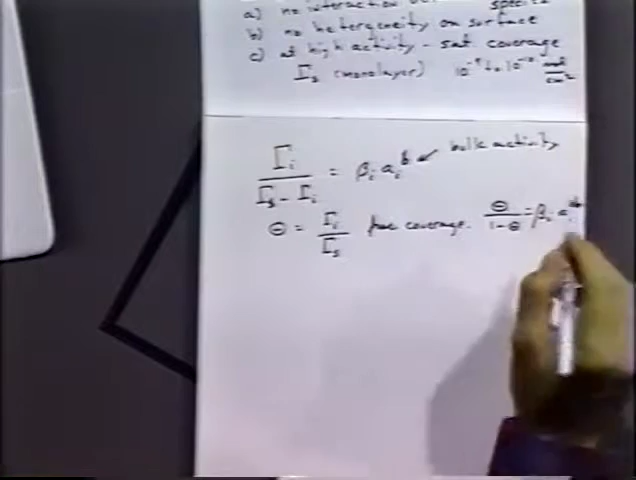 a) no interaction
b) no heterogeneity on surface
c) at high activity - sat coverage
Γs (monolayer) 10⁻⁹ to 10⁻¹⁰ mol/cm²
Γi / (Γs - Γi) = βi ai^b ← bulk activity
θ = Γi / Γs frac coverage. θ / (1-θ) = βi ai